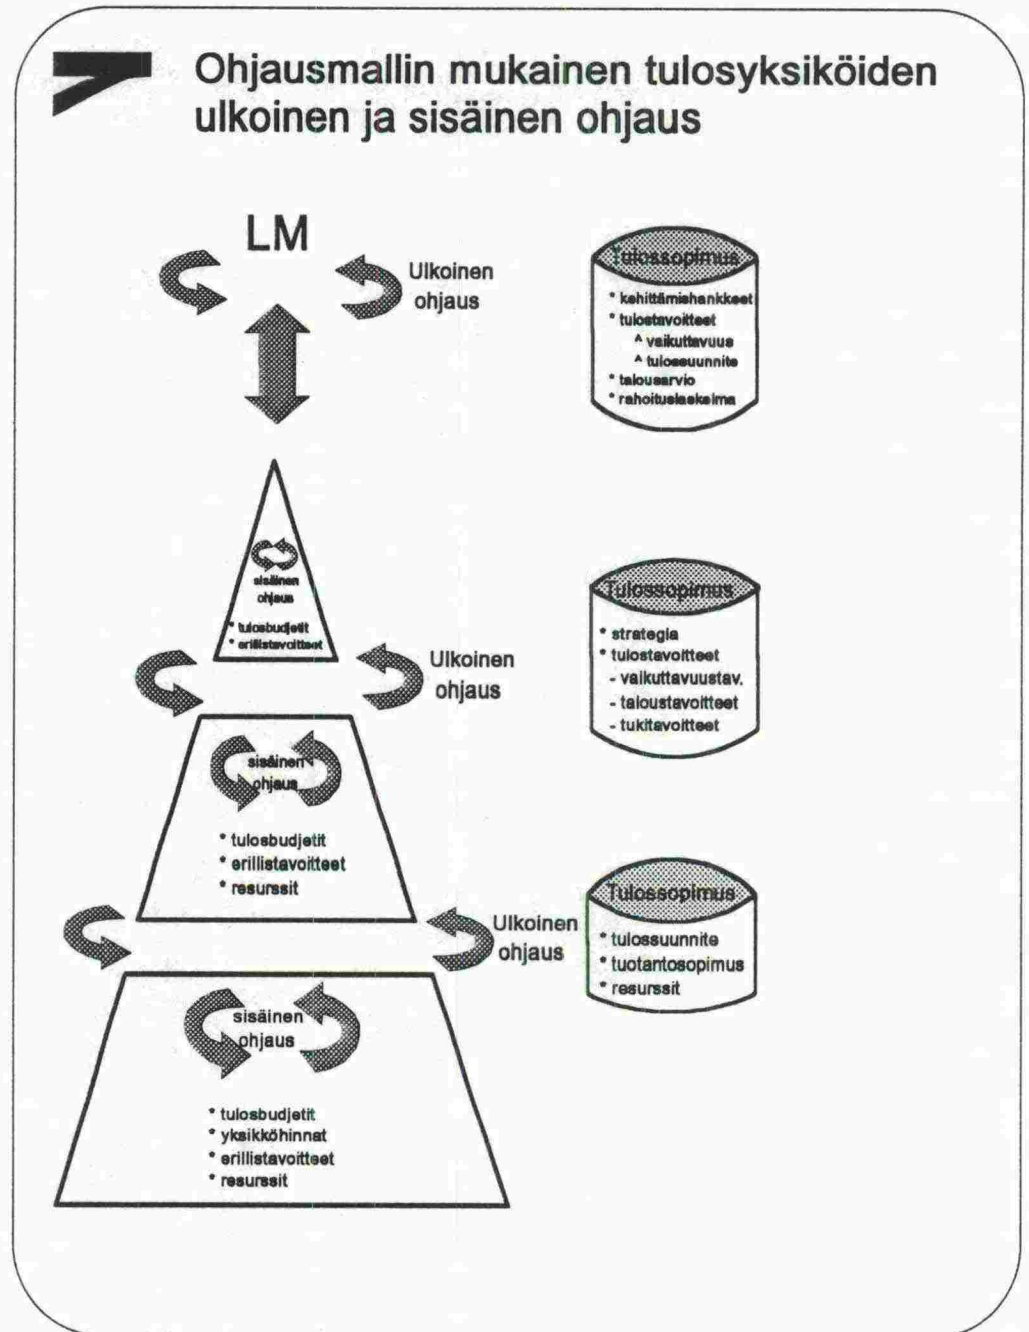 Ohjausmallin mukainen tulosyksiköiden
ulkoinen ja sisäinen ohjaus
LM
Ulkoinen
ohjaus
Tulossopimus
* kehittämishankkeet
* tulostavoitteet
^ vaikuttavuus
^ tulossuunnite
* talousarvio
* rahoituslaskelma
sisäinen
ohjaus
* tulosbudjetit
* erillistavoitteet
Ulkoinen
ohjaus
Tulossopimus
* strategia
* tulostavoitteet
- vaikuttavuustav.
- taloustavoitteet
- tukitavoitteet
sisäinen
ohjaus
* tulosbudjetit
* erillistavoitteet
* resurssit
Ulkoinen
ohjaus
Tulossopimus
* tulossuunnite
* tuotantosopimus
* resurssit
sisäinen
ohjaus
* tulosbudjetit
* yksikköhinnat
* erillistavoitteet
* resurssit